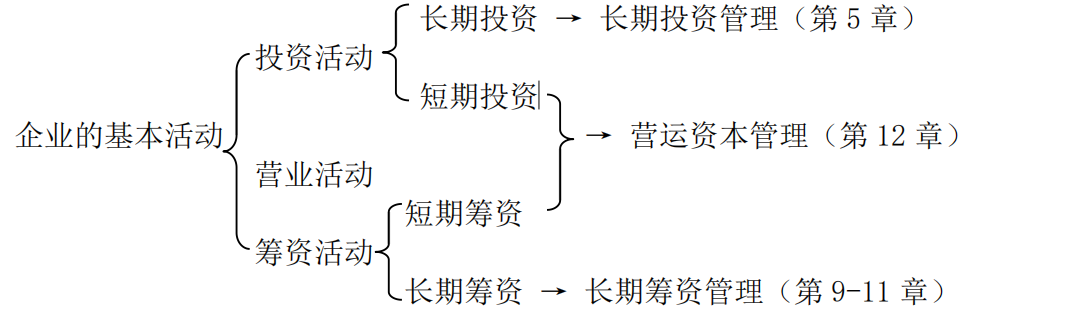 长期投资 → 长期投资管理（第 5 章）
投资活动
短期投资
企业的基本活动
→ 营运资本管理（第 12 章）
营业活动
短期筹资
筹资活动
长期筹资 → 长期筹资管理（第 9-11 章）